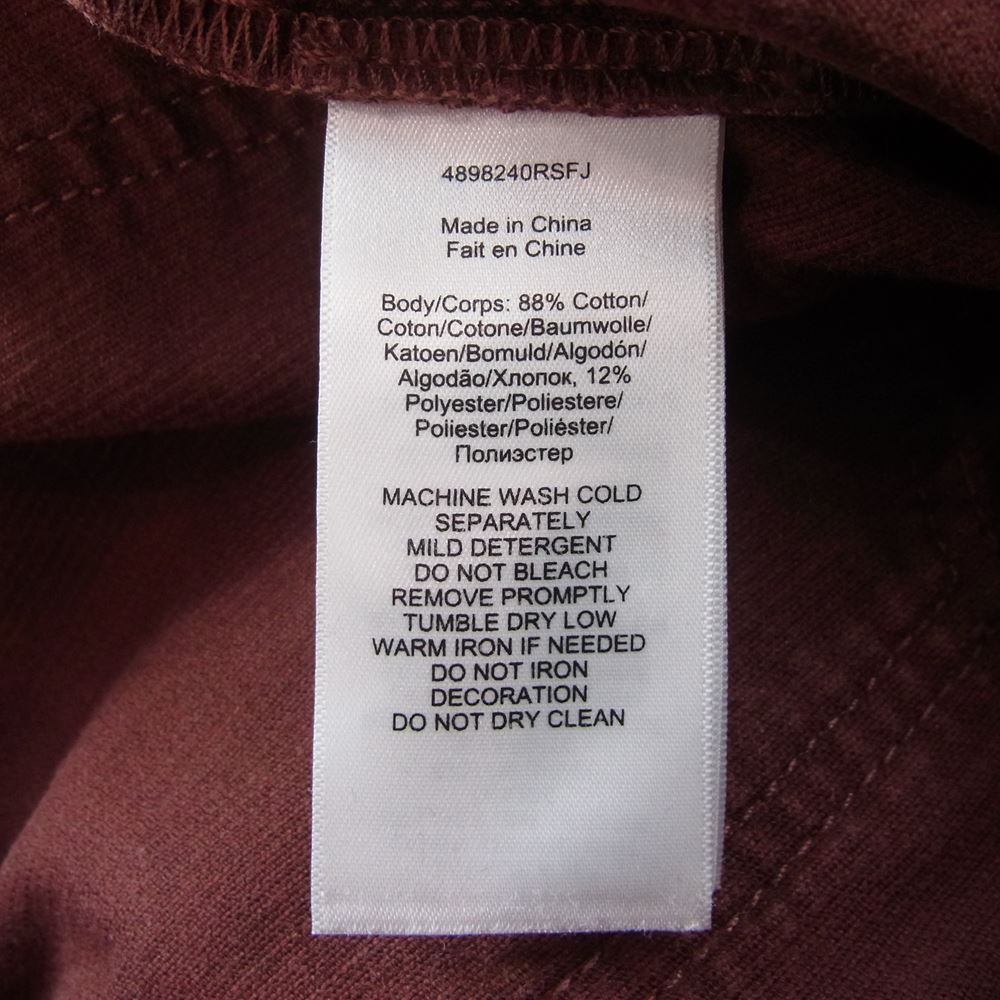 4898240RSFJ
Made in China
Fait en Chine
Body/Corps: 88% Cotton/
Coton/Cotone/Baumwolle/
Katoen/Bomuld/Algodón/
Algodão/Хлопок, 12%
Polyester/Poliestere/
Poliester/Poliéster/
Полиэстер
MACHINE WASH COLD
SEPARATELY
MILD DETERGENT
DO NOT BLEACH
REMOVE PROMPTLY
TUMBLE DRY LOW
WARM IRON IF NEEDED
DO NOT IRON
DECORATION
DO NOT DRY CLEAN